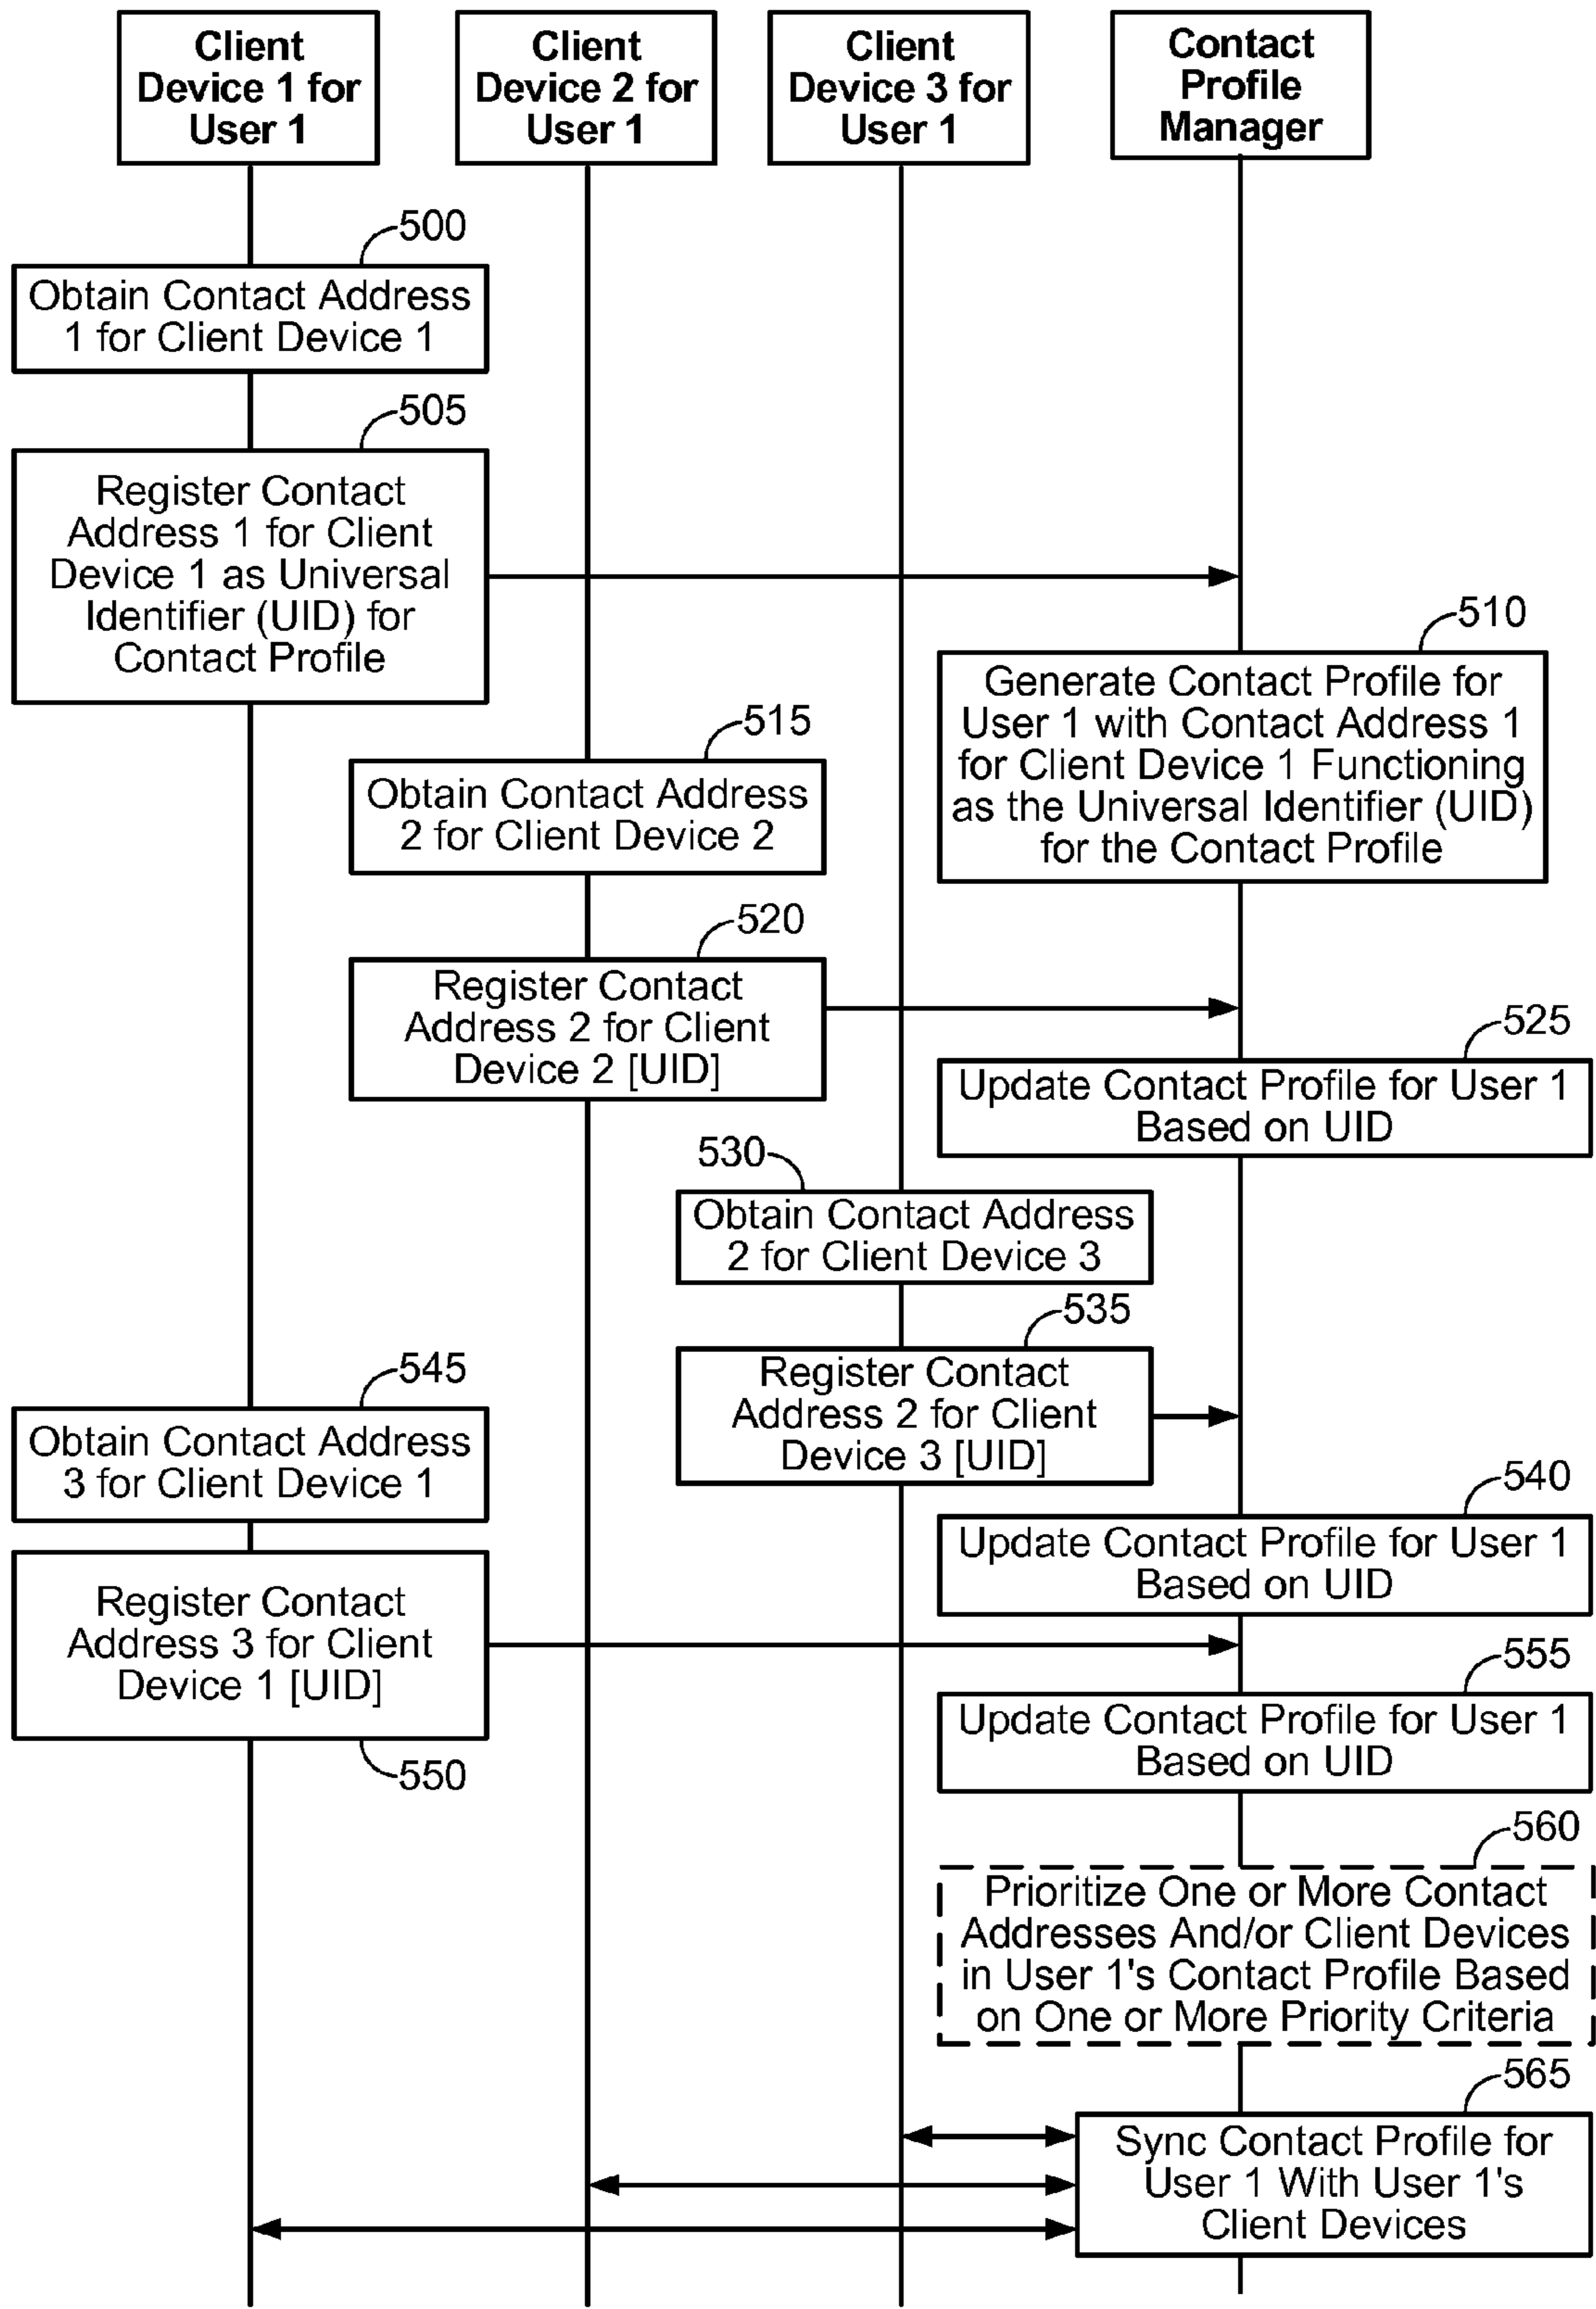 Client
Device 1 for
User 1
Client
Device 2 for
User 1
Client
Device 3 for
User 1
Contact
Profile
Manager
500
Obtain Contact Address
1 for Client Device 1
505
Register Contact
Address 1 for Client
Device 1 as Universal
Identifier (UID) for
Contact Profile
510
Generate Contact Profile for
User 1 with Contact Address 1
for Client Device 1 Functioning
as the Universal Identifier (UID)
for the Contact Profile
515
Obtain Contact Address
2 for Client Device 2
520
Register Contact
Address 2 for Client
Device 2 [UID]
525
Update Contact Profile for User 1
Based on UID
530
Obtain Contact Address
2 for Client Device 3
535
Register Contact
Address 2 for Client
Device 3 [UID]
540
Update Contact Profile for User 1
Based on UID
545
Obtain Contact Address
3 for Client Device 1
Register Contact
Address 3 for Client
Device 1 [UID]
550
555
Update Contact Profile for User 1
Based on UID
560
Prioritize One or More Contact
Addresses And/or Client Devices
in User 1's Contact Profile Based
on One or More Priority Criteria
565
Sync Contact Profile for
User 1 With User 1's
Client Devices